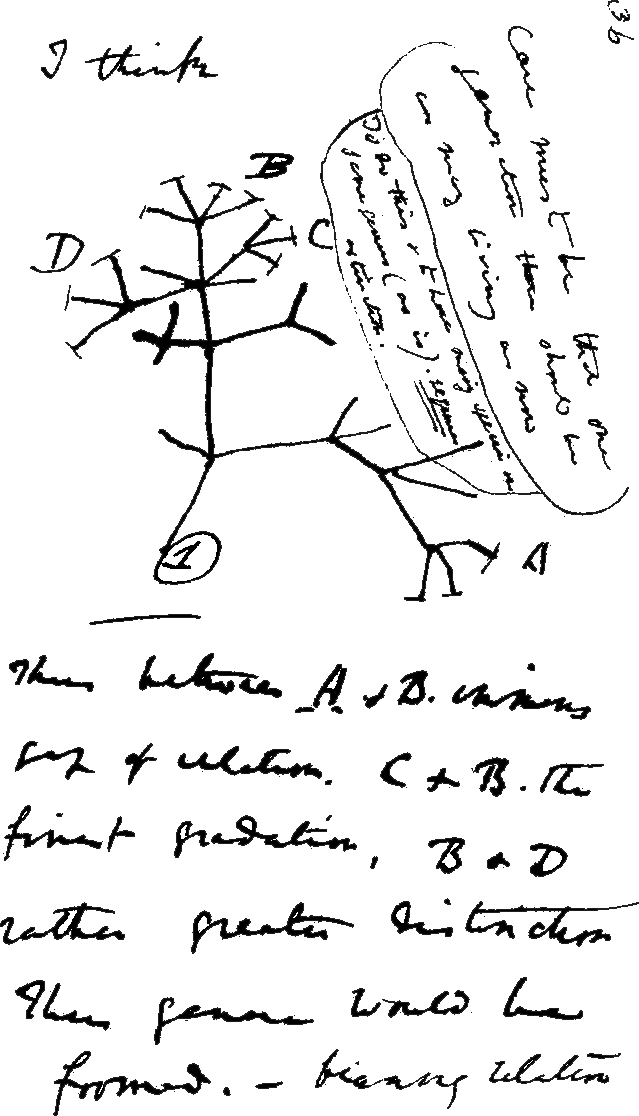 36
I think
Case must be that one
generation then should be
as many living as now
To do this & to have many species in
same genus (as is). requires
extinction.
B
C
D
A
1
Thus between A & B. immense
gap of relation. C & B. the
finest gradation, B & D
rather greater distinction
Thus genera would be
formed. — bearing relation